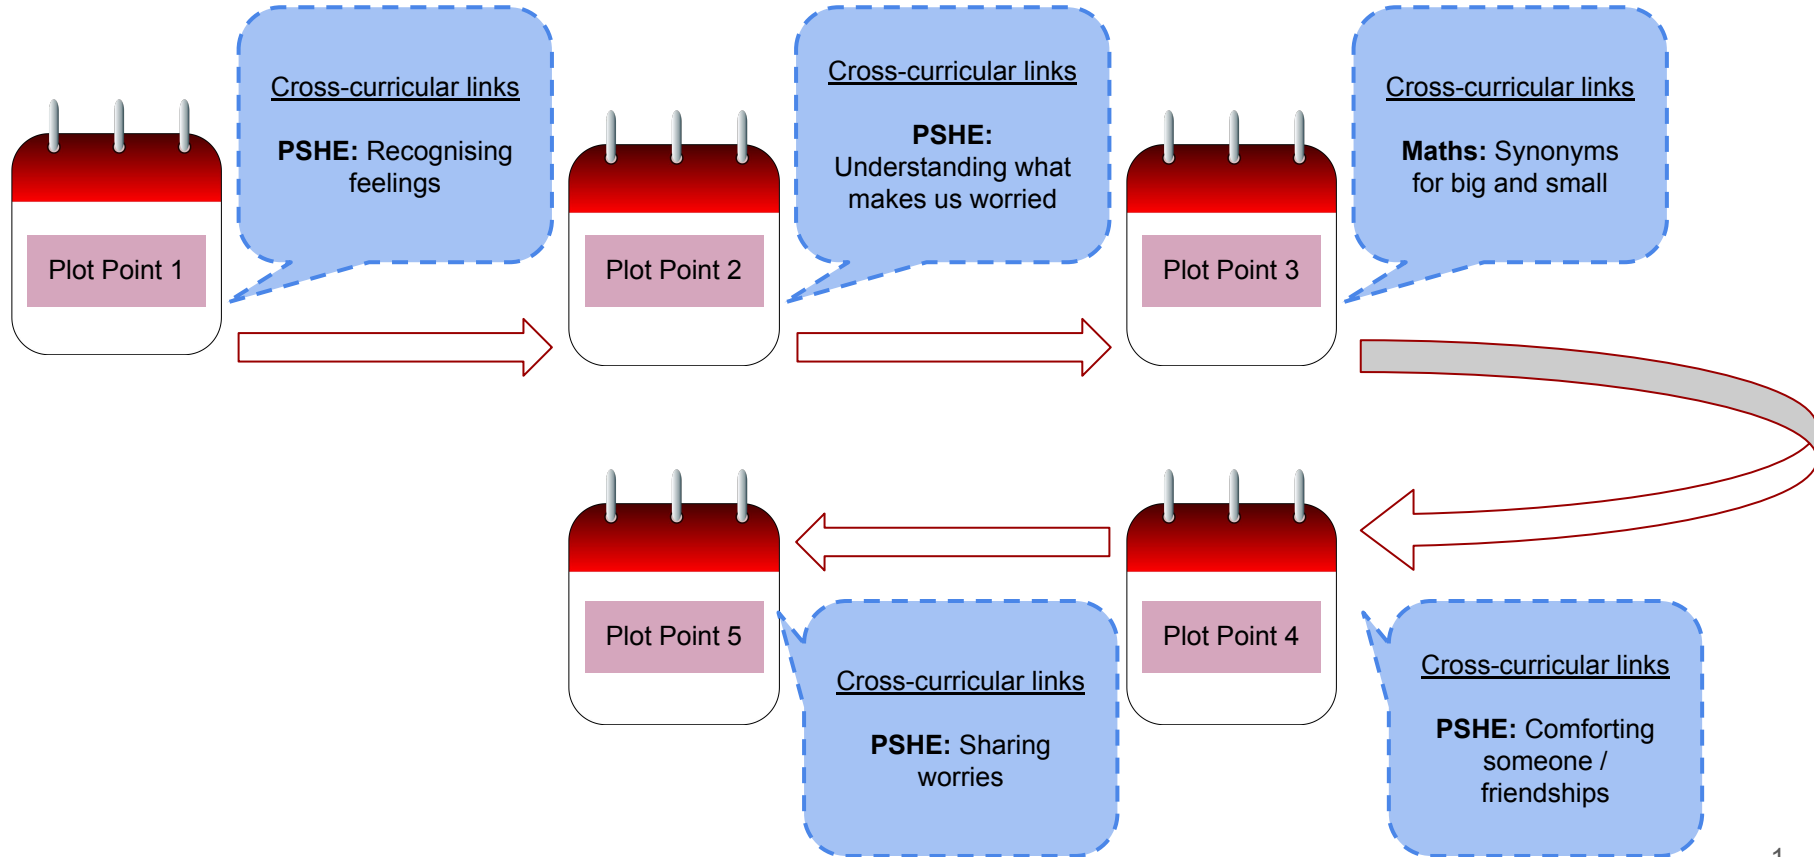 Cross-curricular links
PSHE: Recognising
feelings
Plot Point 1
Cross-curricular links
PSHE:
Understanding what
makes us worried
Plot Point 2
Cross-curricular links
Maths: Synonyms
for big and small
Plot Point 3
Plot Point 4
Cross-curricular links
PSHE: Comforting
someone /
friendships
Plot Point 5
Cross-curricular links
PSHE: Sharing
worries
1